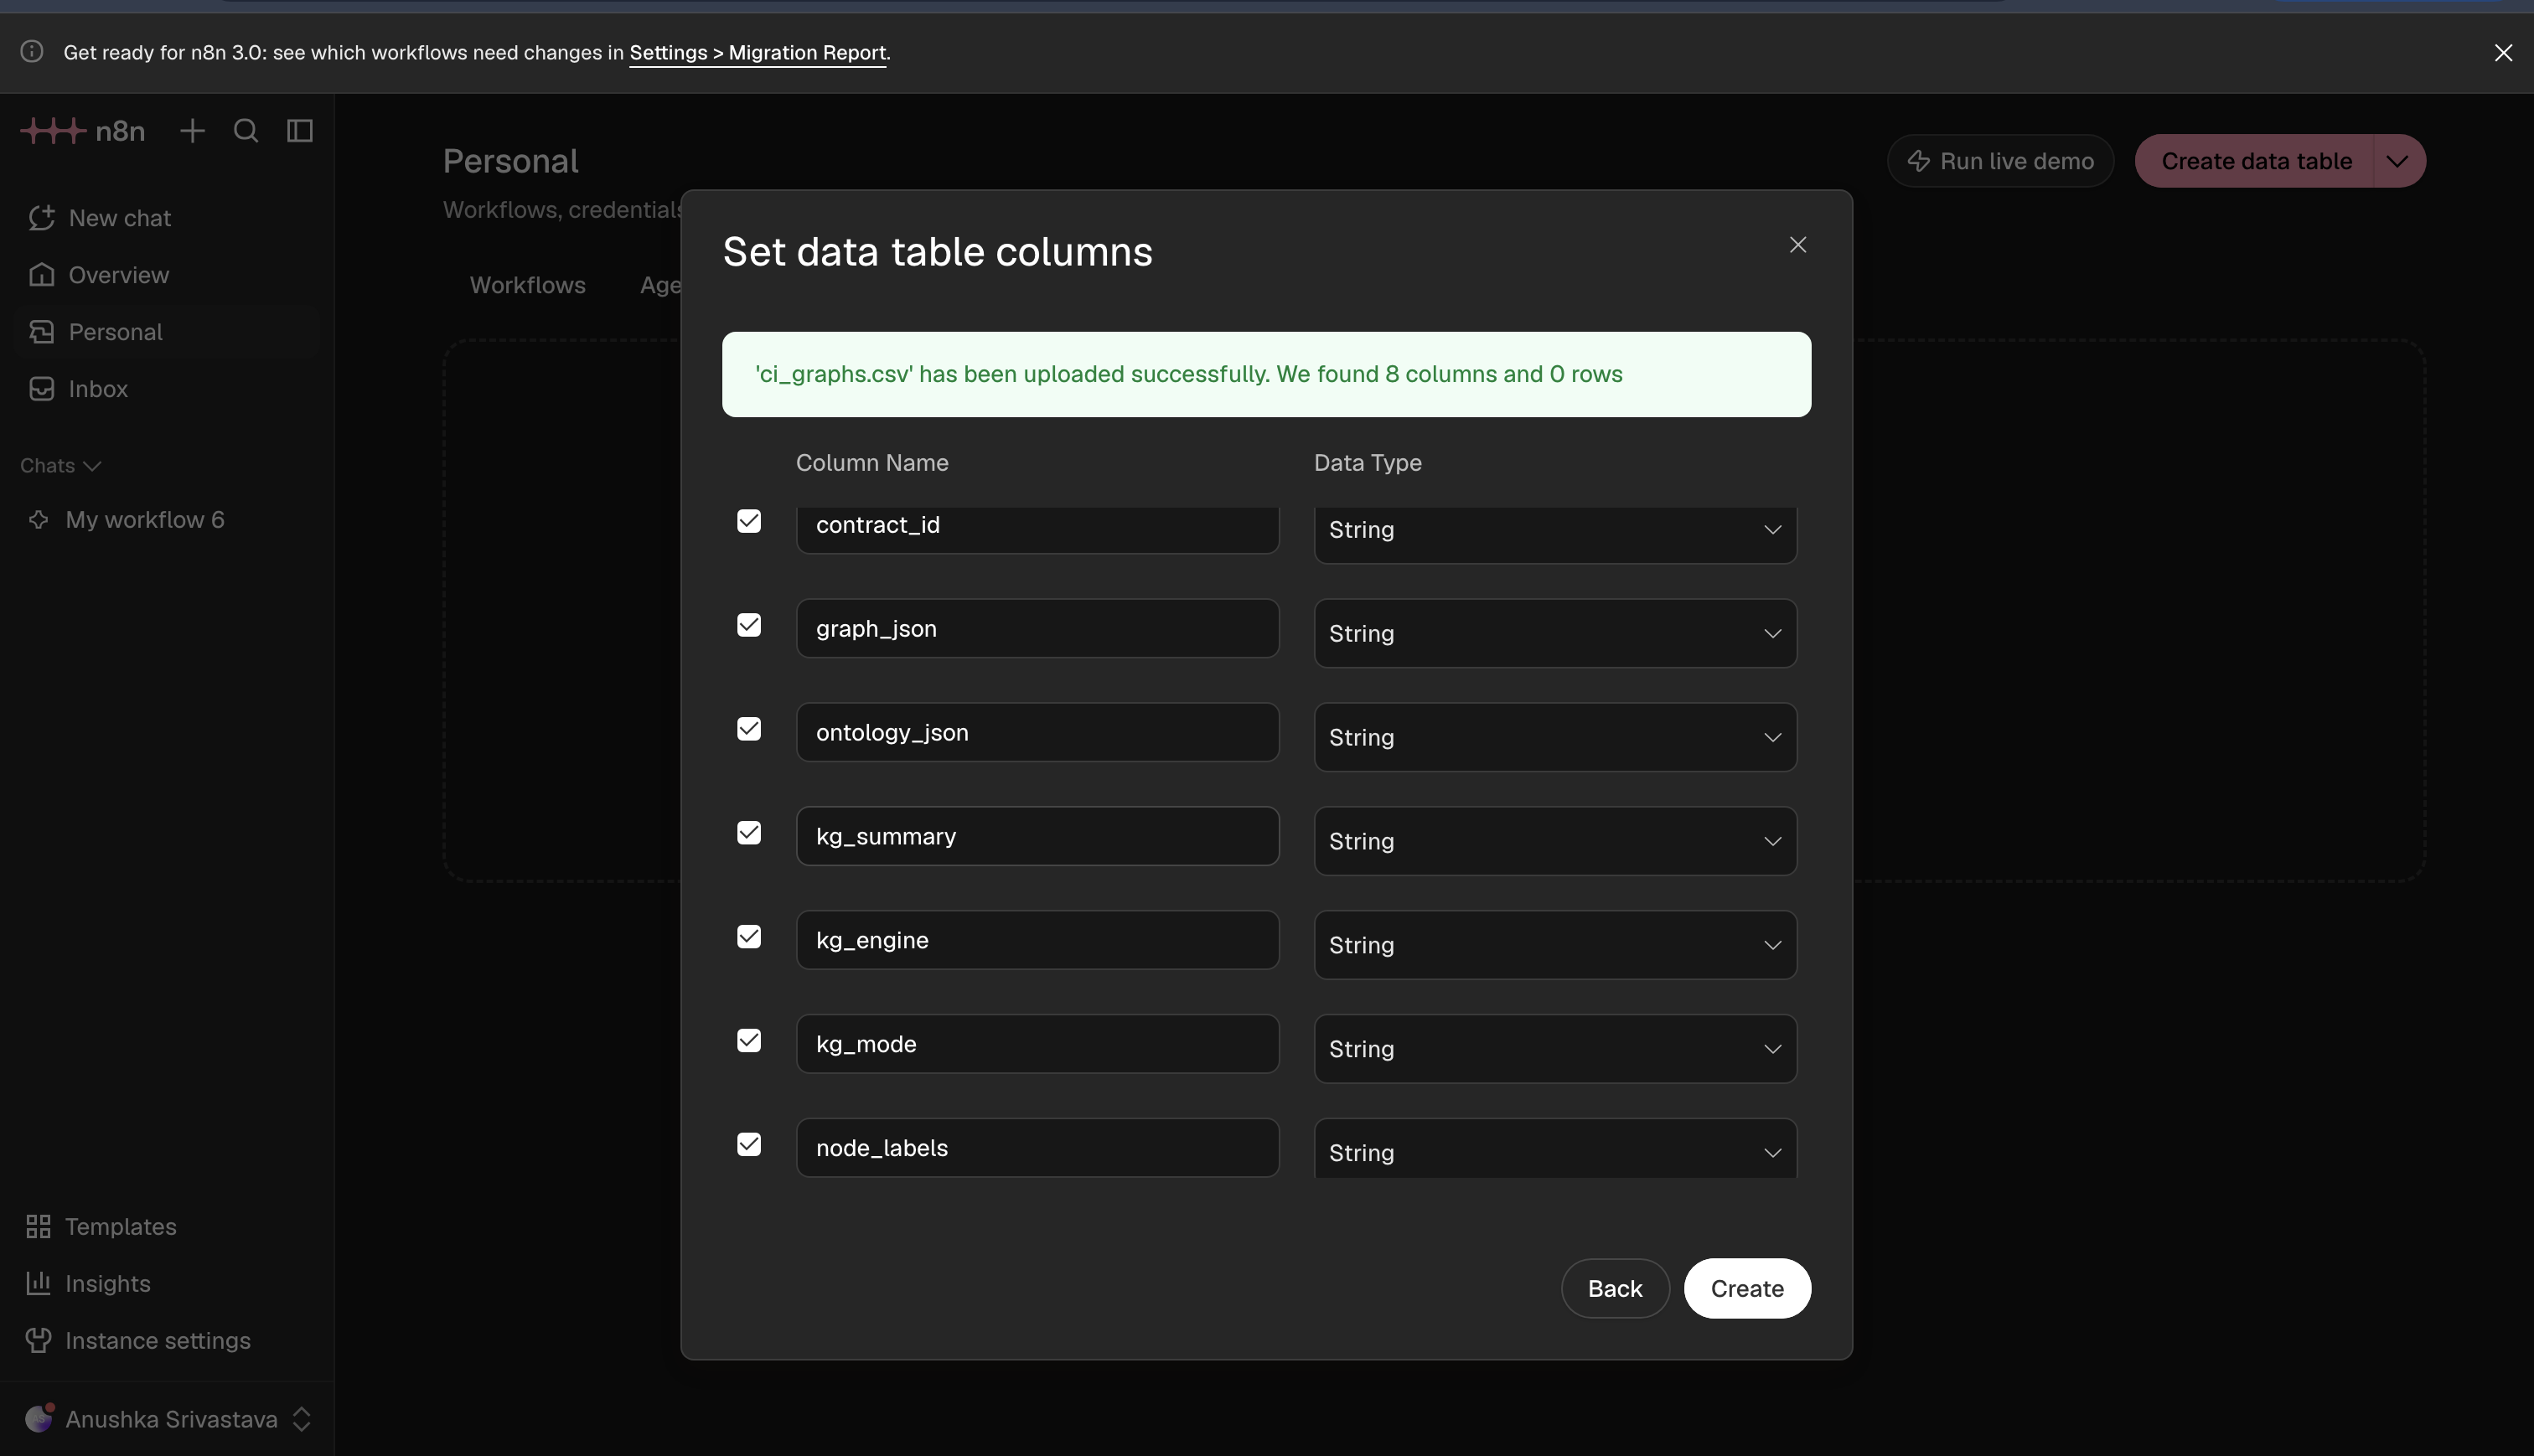 Get ready for n8n 3.0: see which workflows need changes in Settings > Migration Report.
n8n
New chat
Overview
Personal
Inbox
Chats
My workflow 6
Templates
Insights
Instance settings
Anushka Srivastava
Personal
Run live demo
Create data table
Workflows, credentials
Workflows
Age
Set data table columns
'ci_graphs.csv' has been uploaded successfully. We found 8 columns and 0 rows
Column Name Data Type
contract_id String
graph_json String
ontology_json String
kg_summary String
kg_engine String
kg_mode String
node_labels String
Back Create